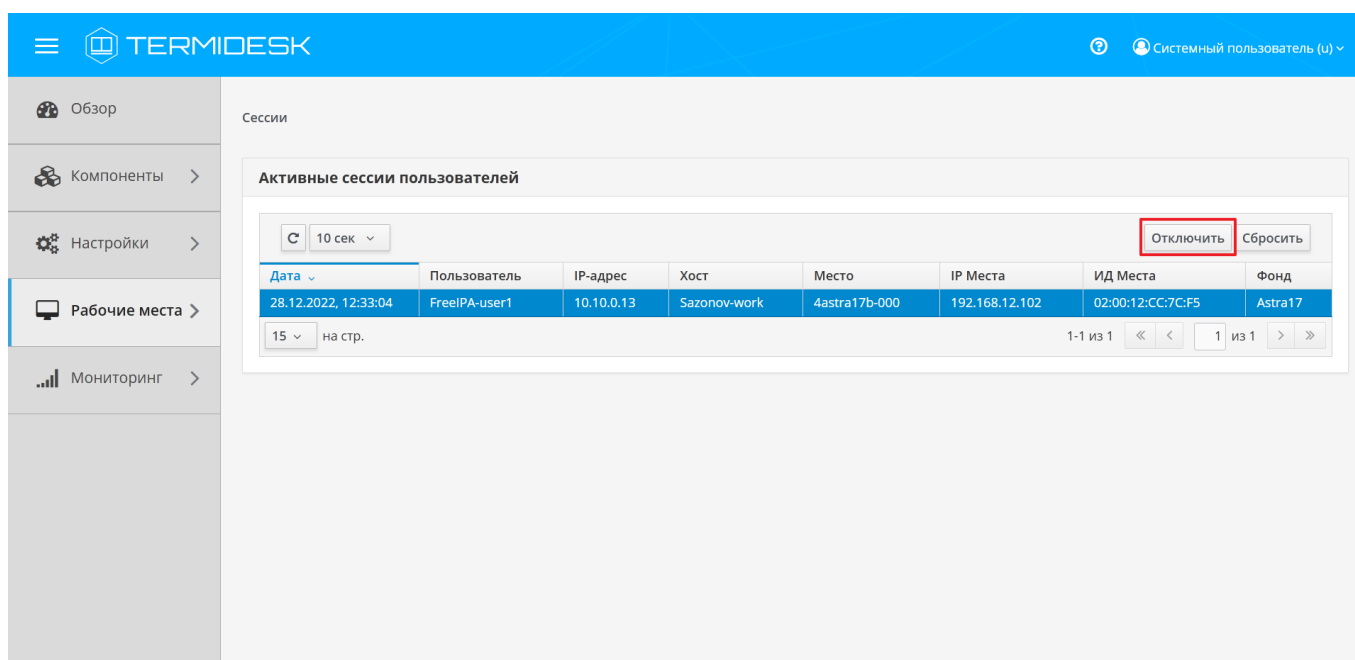 TERMIDESK
Системный пользователь (u)
Обзор
Компоненты
Настройки
Рабочие места
Мониторинг
Сессии
Активные сессии пользователей
10 сек
Отключить Сбросить
Дата Пользователь IP-адрес Хост Место IP Места ИД Места Фонд
28.12.2022, 12:33:04 FreeIPA-user1 10.10.0.13 Sazonov-work 4astra17b-000 192.168.12.102 02:00:12:CC:7C:F5 Astra17
15 на стр. 1-1 из 1 « < 1 из 1 > »